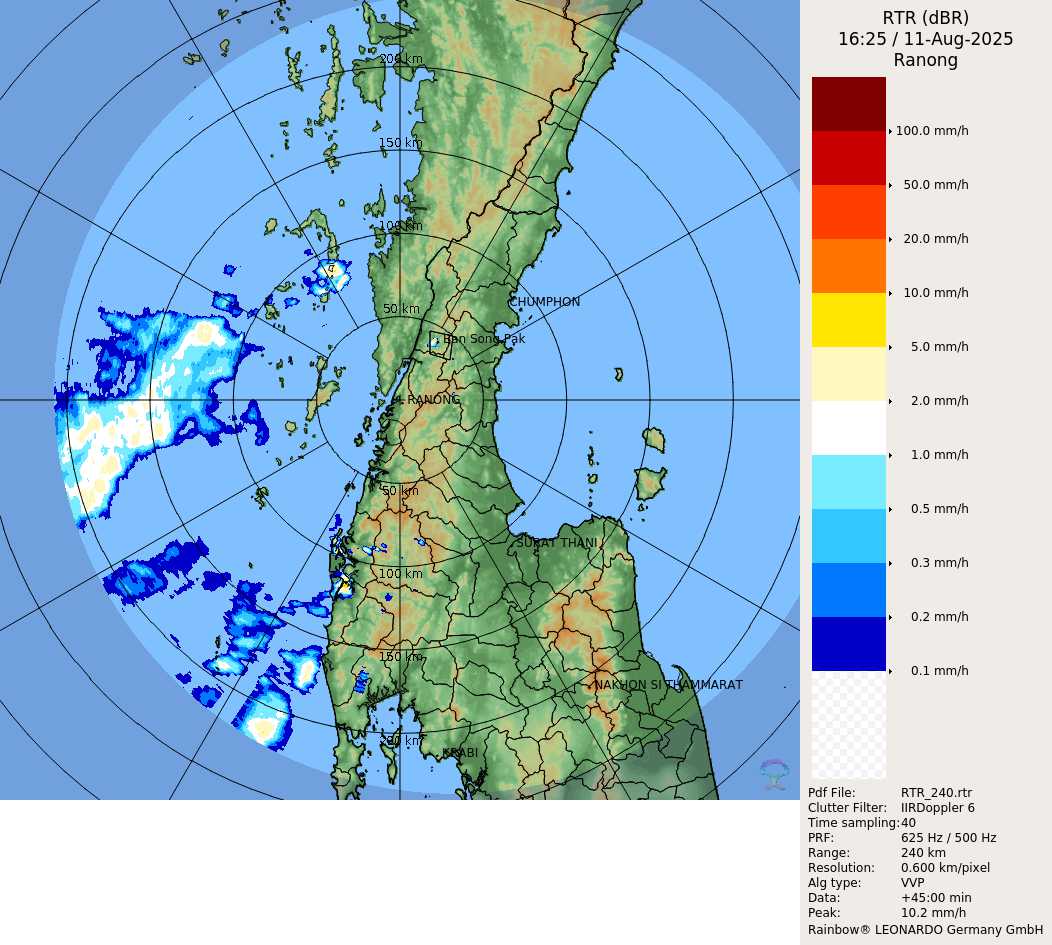 RTR (dBR)
16:25 / 11-Aug-2025
Ranong
200 km
150 km
100 km
50 km
CHUMPHON
Ban Song Pak
RANONG
50 km
SURAT THANI
100 km
150 km
NAKHON SI THAMMARAT
200 km
KRABI
100.0 mm/h
50.0 mm/h
20.0 mm/h
10.0 mm/h
5.0 mm/h
2.0 mm/h
1.0 mm/h
0.5 mm/h
0.3 mm/h
0.2 mm/h
0.1 mm/h
Pdf File: RTR_240.rtr
Clutter Filter: IIRDoppler 6
Time sampling:40
PRF: 625 Hz / 500 Hz
Range: 240 km
Resolution: 0.600 km/pixel
Alg type: VVP
Data: +45:00 min
Peak: 10.2 mm/h
Rainbow® LEONARDO Germany GmbH